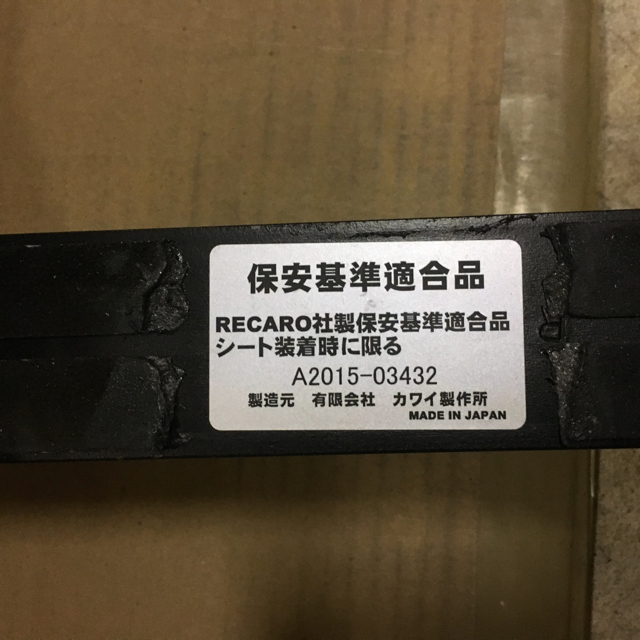 保安基準適合品
RECARO社製保安基準適合品
シート装着時に限る
A2015-03432
製造元　有限会社　カワイ製作所
MADE IN JAPAN